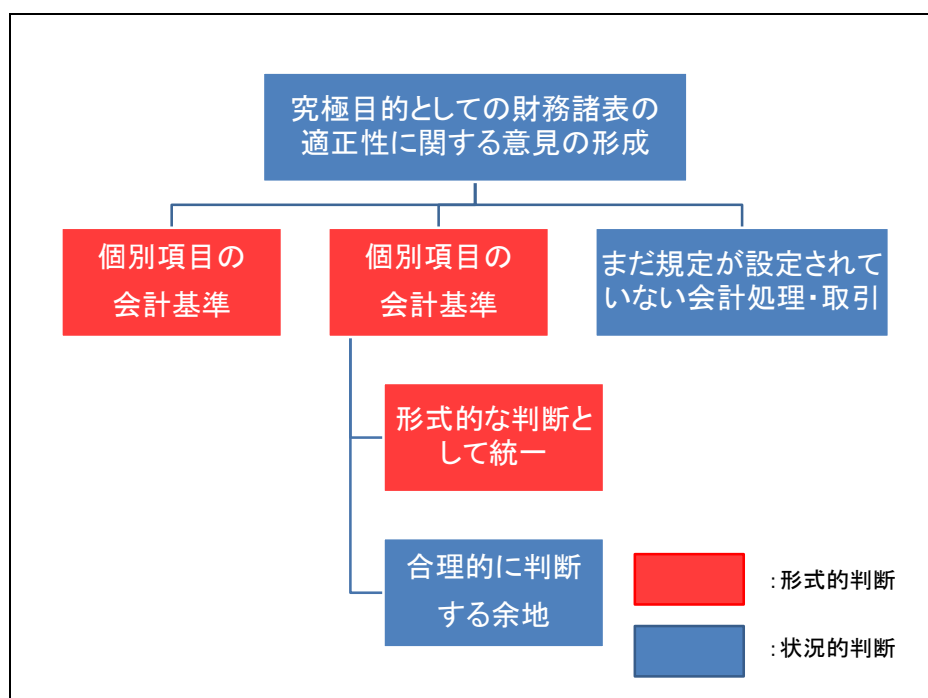 究極目的としての財務諸表の
適正性に関する意見の形成
個別項目の
会計基準
個別項目の
会計基準
まだ規定が設定されて
いない会計処理・取引
形式的な判断と
して統一
合理的に判断
する余地
:形式的判断
:状況的判断